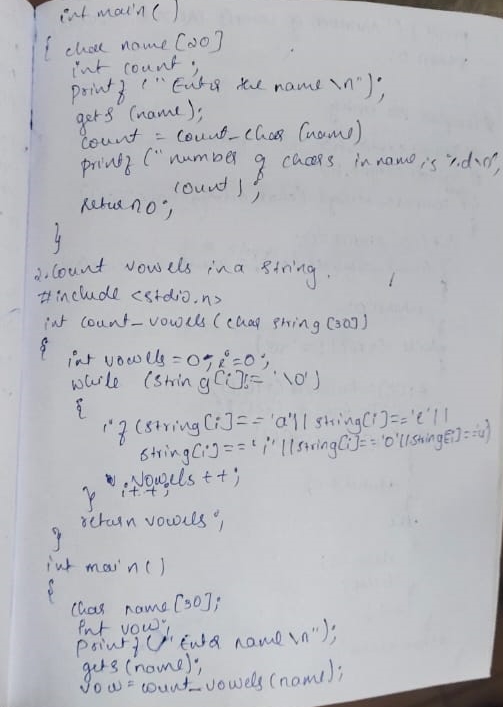 int main()
{ char name [20]
int count ;
printf (" Enter the name \n");
gets (name);
count = count_char (name)
printf (" number of chars in name is %d\n",
count ) ;
return 0;
}
2. count vowels in a string.
#include <stdio.h>
int count_vowels (char string [30])
{
int vowels = 0, i=0;
while (string[i]!= '\0')
{
if (string[i]== 'a'|| string[i]=='e'||
string[i]=='i'||string[i]=='o'||string[i]=='u')
vowels ++;
i++;
}
return vowels ;
}
int main()
{
char name [30];
int vow;
printf (" Enter name \n");
gets (name);
vow = count_vowels (name);